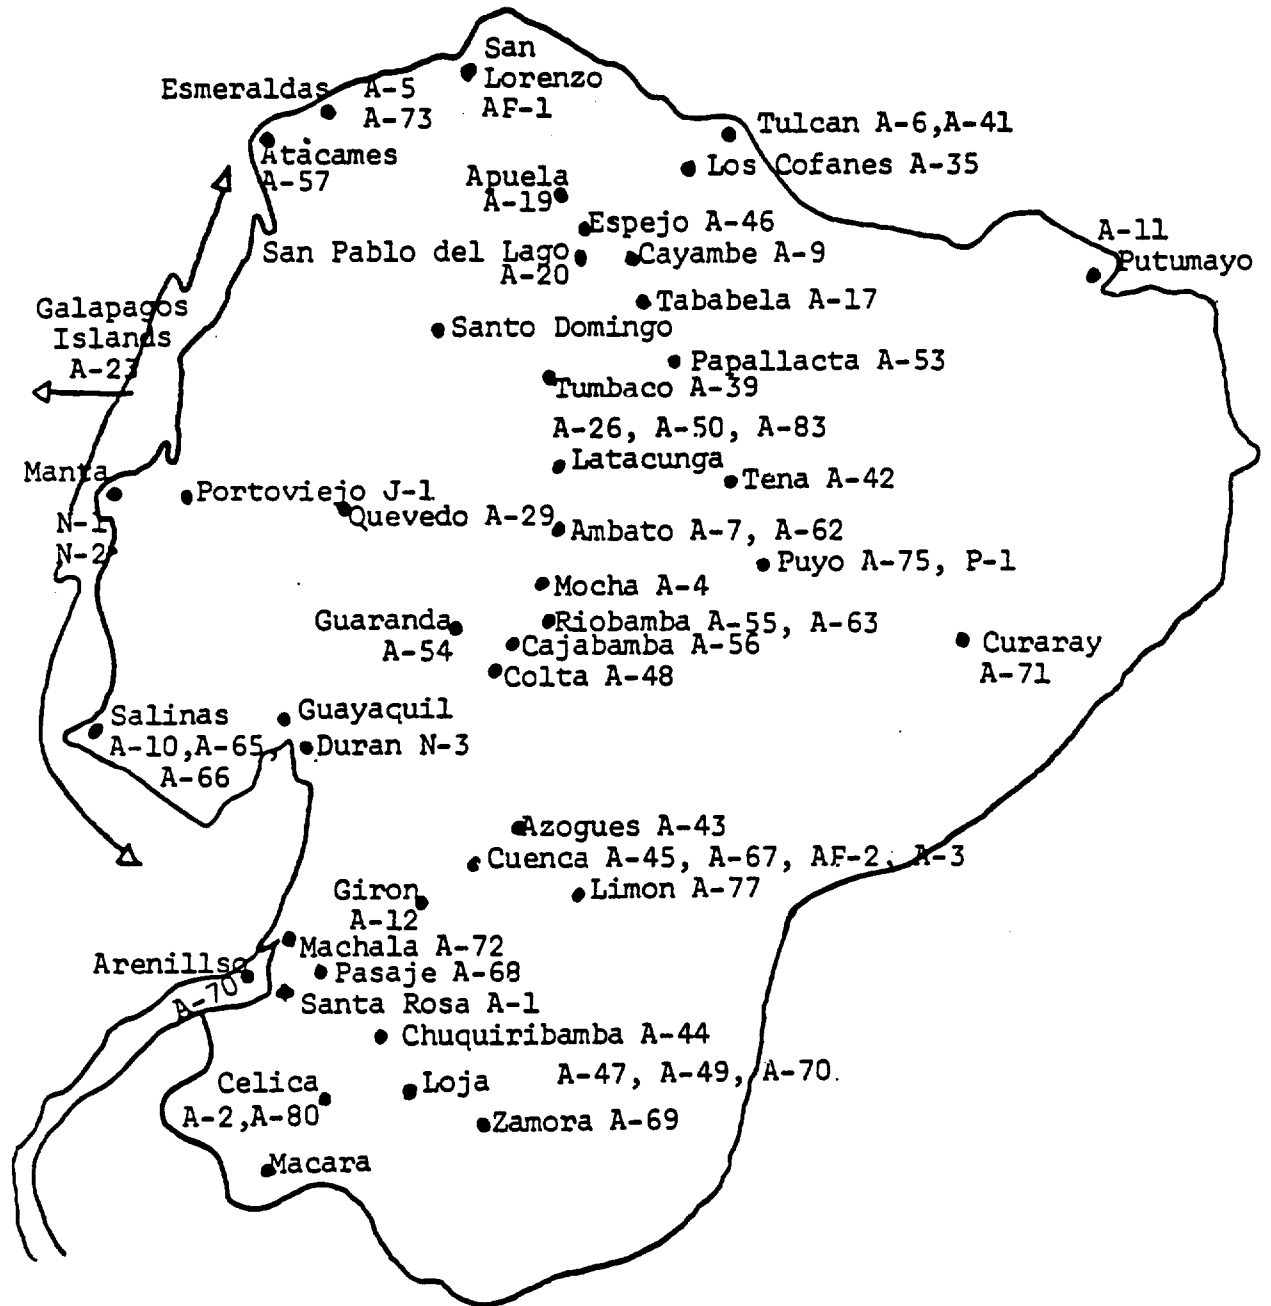 San
Lorenzo
AF-1
Esmeraldas A-5
A-73
Atacames
A-57
Tulcan A-6,A-41
Los Cofanes A-35
Apuela
A-19
Espejo A-46
San Pablo del Lago
A-20
Cayambe A-9
A-11
Putumayo
Tababela A-17
Galapagos
Islands
A-23
Santo Domingo
Papallacta A-53
Tumbaco A-39
A-26, A-50, A-83
Latacunga
Manta
N-1
N-2
Portoviejo J-1
Tena A-42
Quevedo A-29
Ambato A-7, A-62
Puyo A-75, P-1
Mocha A-4
Guaranda
A-54
Riobamba A-55, A-63
Cajabamba A-56
Colta A-48
Curaray
A-71
Salinas
A-10,A-65,
A-66
Guayaquil
Duran N-3
Azogues A-43
Cuenca A-45, A-67, AF-2, A-3
Limon A-77
Giron
A-12
Machala A-72
Arenillso
A-70
Pasaje A-68
Santa Rosa A-1
Chuquiribamba A-44
A-47, A-49, A-70.
Loja
Celica
A-2,A-80
Zamora A-69
Macara